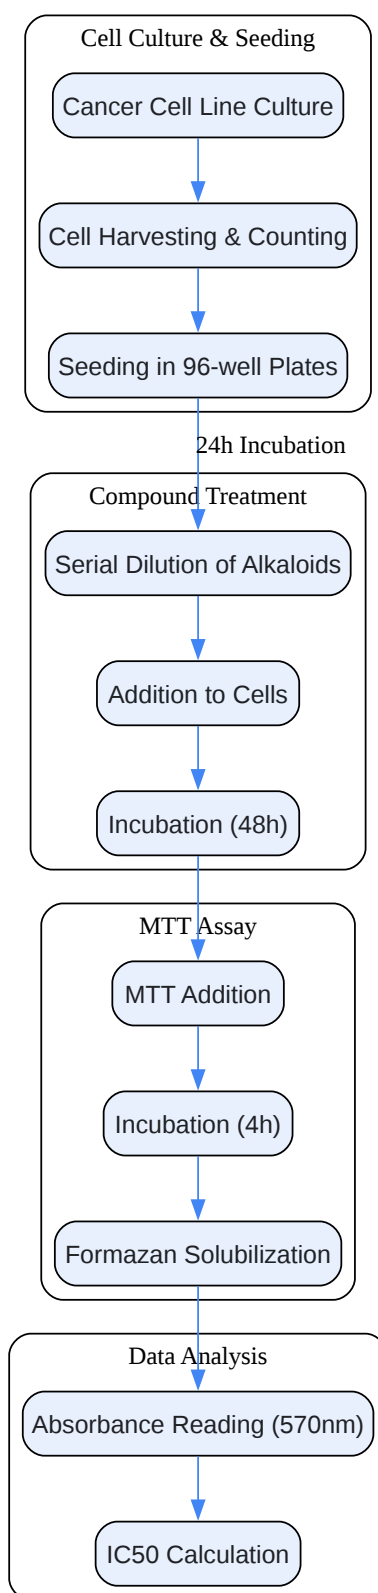 Cell Culture & Seeding
Cancer Cell Line Culture
Cell Harvesting & Counting
Seeding in 96-well Plates
24h Incubation
Compound Treatment
Serial Dilution of Alkaloids
Addition to Cells
Incubation (48h)
MTT Assay
MTT Addition
Incubation (4h)
Formazan Solubilization
Data Analysis
Absorbance Reading (570nm)
IC50 Calculation